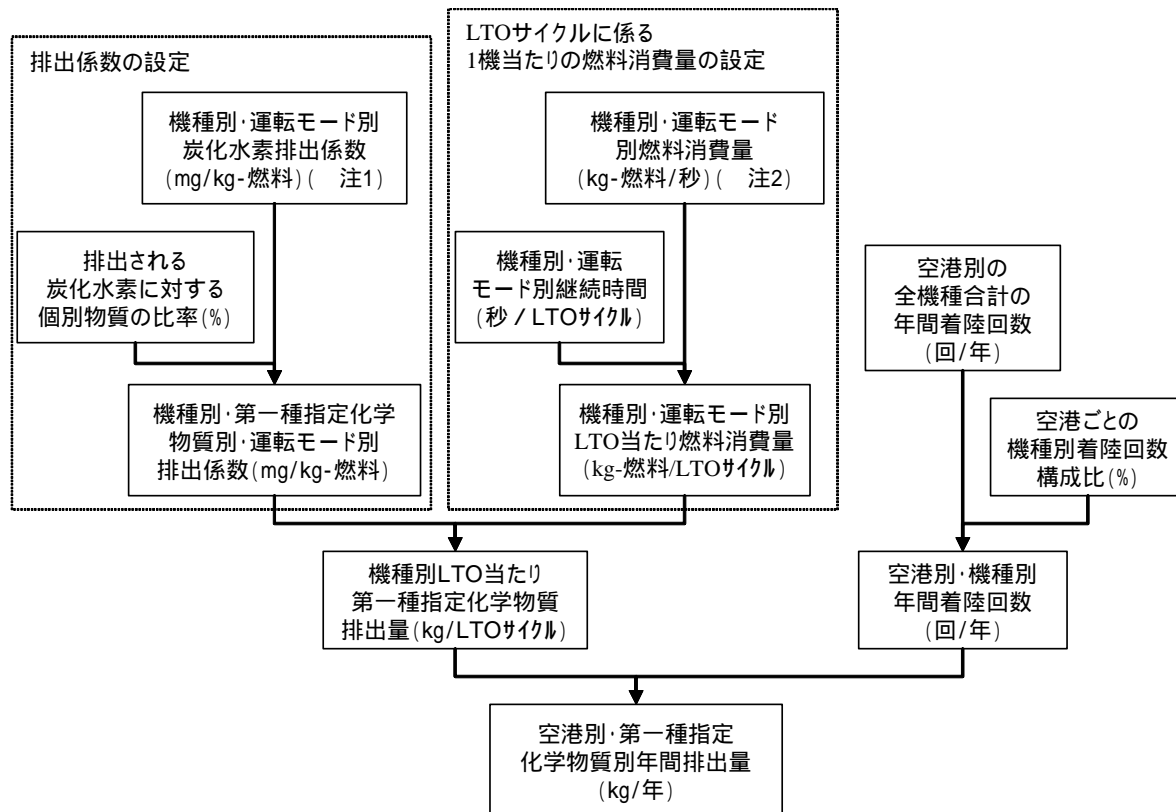 排出係数の設定
機種別・運転モード別
炭化水素排出係数
(mg/kg-燃料)( 注1)
排出される
炭化水素に対する
個別物質の比率(%)
機種別・第一種指定化学
物質別・運転モード別
排出係数(mg/kg-燃料)
LTOサイクルに係る
1機当たりの燃料消費量の設定
機種別・運転モード
別燃料消費量
(kg-燃料/秒)( 注2)
機種別・運転
モード別継続時間
(秒/LTOサイクル)
機種別・運転モード別
LTO当たり燃料消費量
(kg-燃料/LTOサイクル)
空港別の
全機種合計の
年間着陸回数
(回/年)
空港ごとの
機種別着陸回数
構成比(%)
機種別LTO当たり
第一種指定化学物質
排出量(kg/LTOサイクル)
空港別・機種別
年間着陸回数
(回/年)
空港別・第一種指定
化学物質別年間排出量
(kg/年)